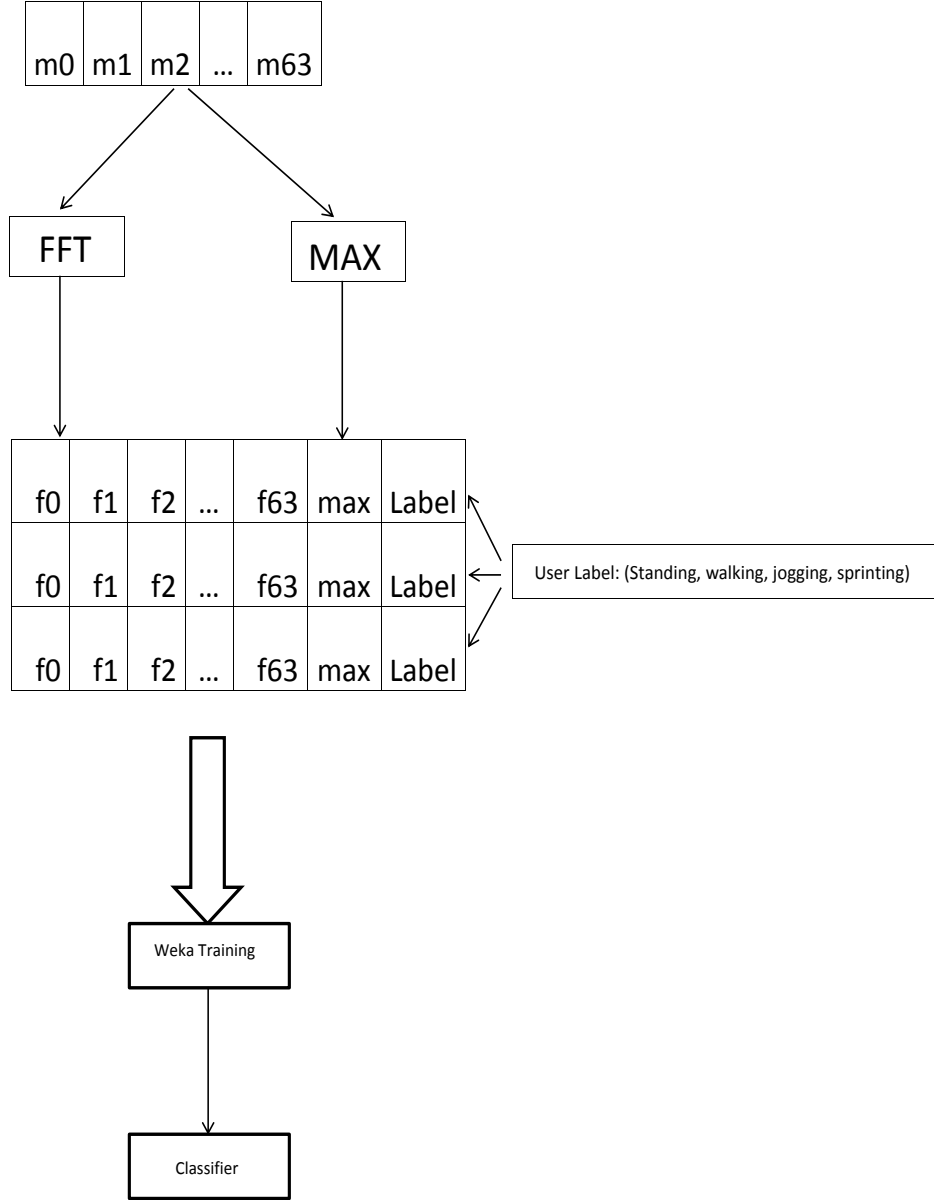 m0 m1 m2 ... m63
FFT
MAX
f0 f1 f2 ... f63 max Label
f0 f1 f2 ... f63 max Label
f0 f1 f2 ... f63 max Label
User Label: (Standing, walking, jogging, sprinting)
Weka Training
Classifier